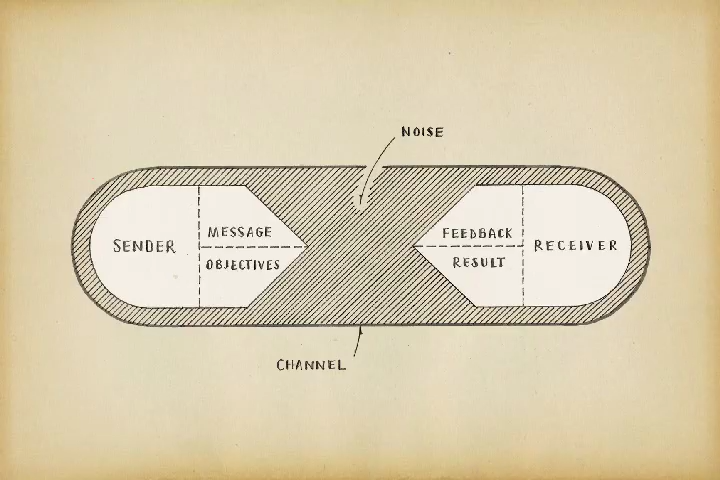 NOISE
SENDER
MESSAGE
OBJECTIVES
FEEDBACK
RESULT
RECEIVER
CHANNEL